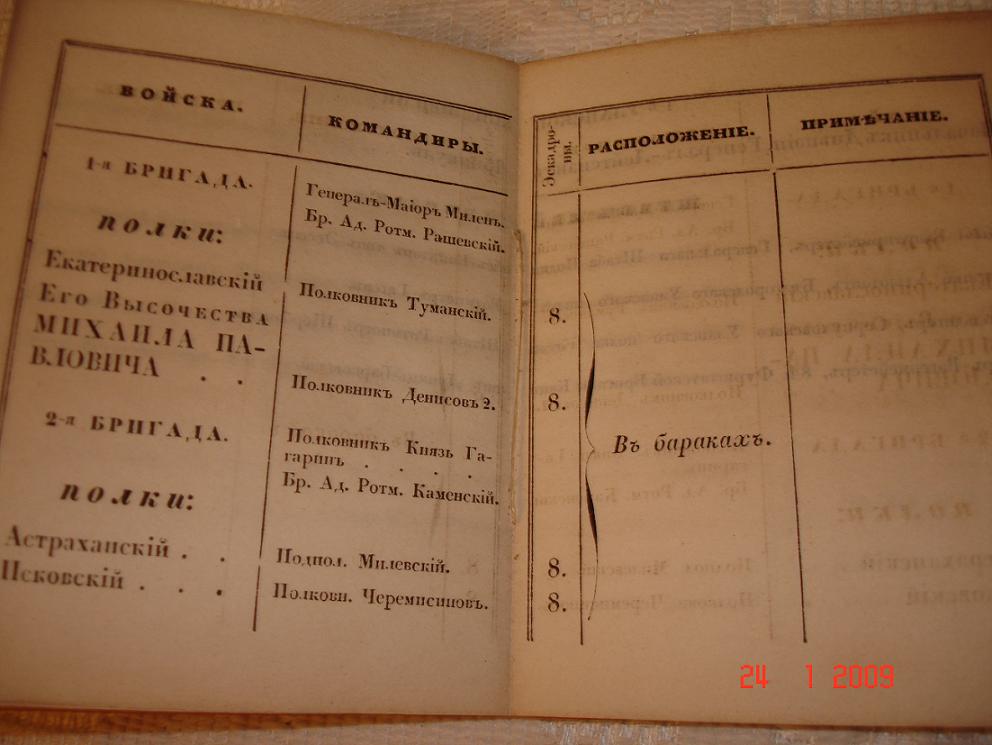 ВОЙСКА.
КОМАНДИРЫ.
1-я БРИГАДА.
Генералъ-Маіоръ Миленъ.
Бр. Ад. Ротм. Рашевскій.
ПОЛКИ:
Екатеринославскій
Полковникъ Туманскій.
Его Высочества
МИХАИЛА ПА-
ВЛОВИЧА . .
Полковникъ Денисовъ 2.
2-я БРИГАДА.
Полковникъ Князь Га-
гаринъ . . . .
Бр. Ад. Ротм. Каменскій.
ПОЛКИ:
Астраханскій . .
Подпол. Милевскій.
Псковскій . . .
Полковн. Черемисиновъ.
Эскадро-
ны.
РАСПОЛОЖЕНІЕ.
ПРИМѢЧАНІЕ.
8.
8.
Въ баракахъ.
8.
8.
24 1 2009